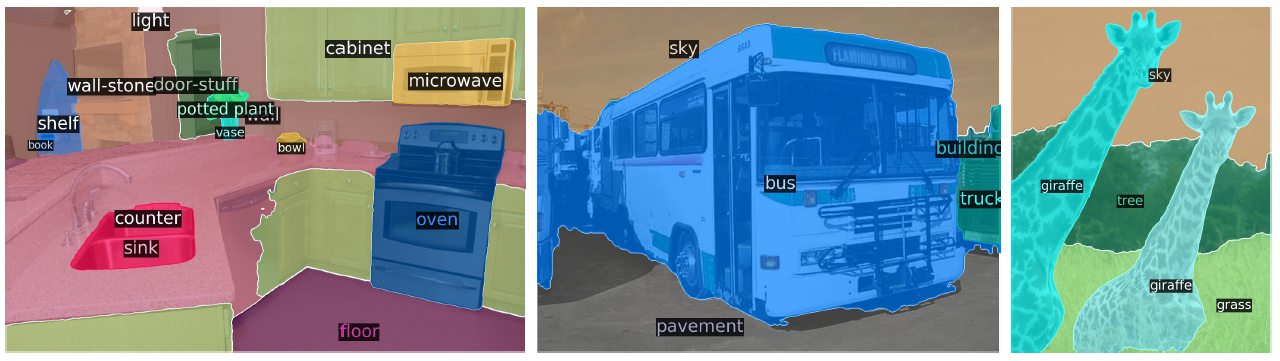 light
cabinet
wall-stone
door-stuff
microwave
potted plant
wall
shelf
vase
book
bowl
counter
sink
oven
floor
sky
5543
FLAMINGO NORTH
building
bus
truck
pavement
sky
giraffe
tree
giraffe
grass